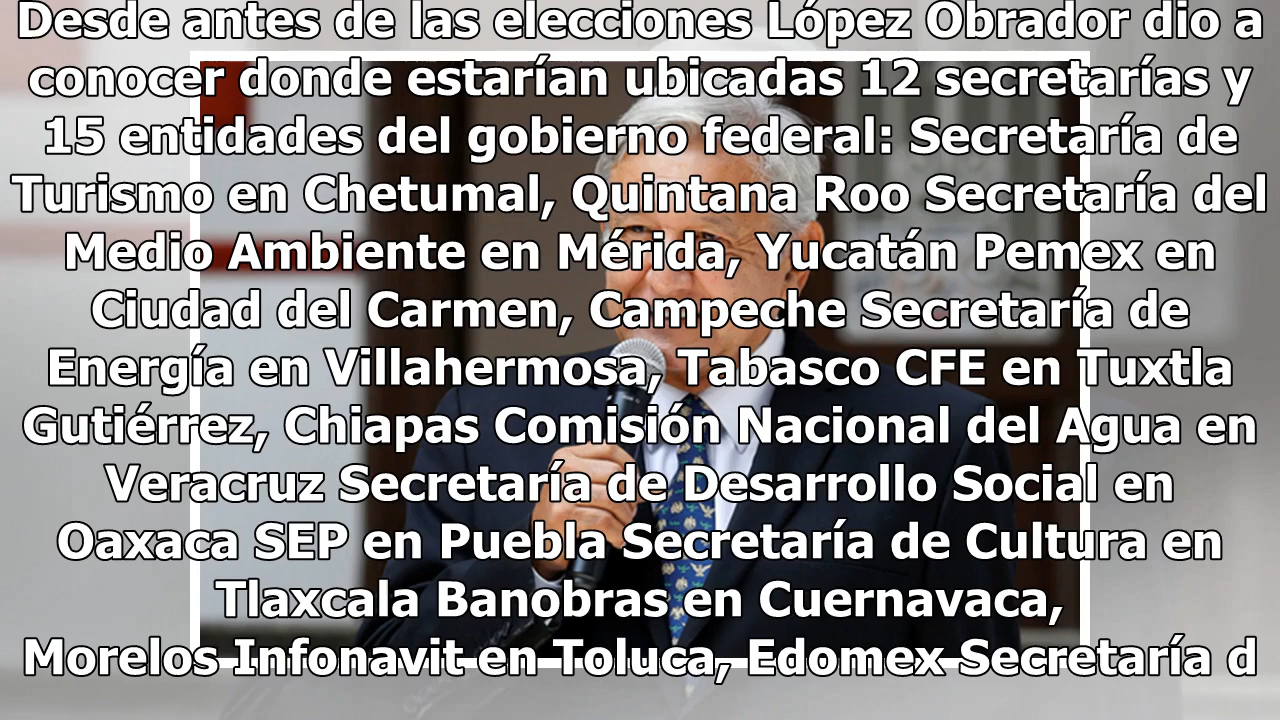 Desde antes de las elecciones López Obrador dio a
conocer donde estarían ubicadas 12 secretarías y
15 entidades del gobierno federal: Secretaría de
Turismo en Chetumal, Quintana Roo Secretaría del
Medio Ambiente en Mérida, Yucatán Pemex en
Ciudad del Carmen, Campeche Secretaría de
Energía en Villahermosa, Tabasco CFE en Tuxtla
Gutiérrez, Chiapas Comisión Nacional del Agua en
Veracruz Secretaría de Desarrollo Social en
Oaxaca SEP en Puebla Secretaría de Cultura en
Tlaxcala Banobras en Cuernavaca,
Morelos Infonavit en Toluca, Edomex Secretaría d